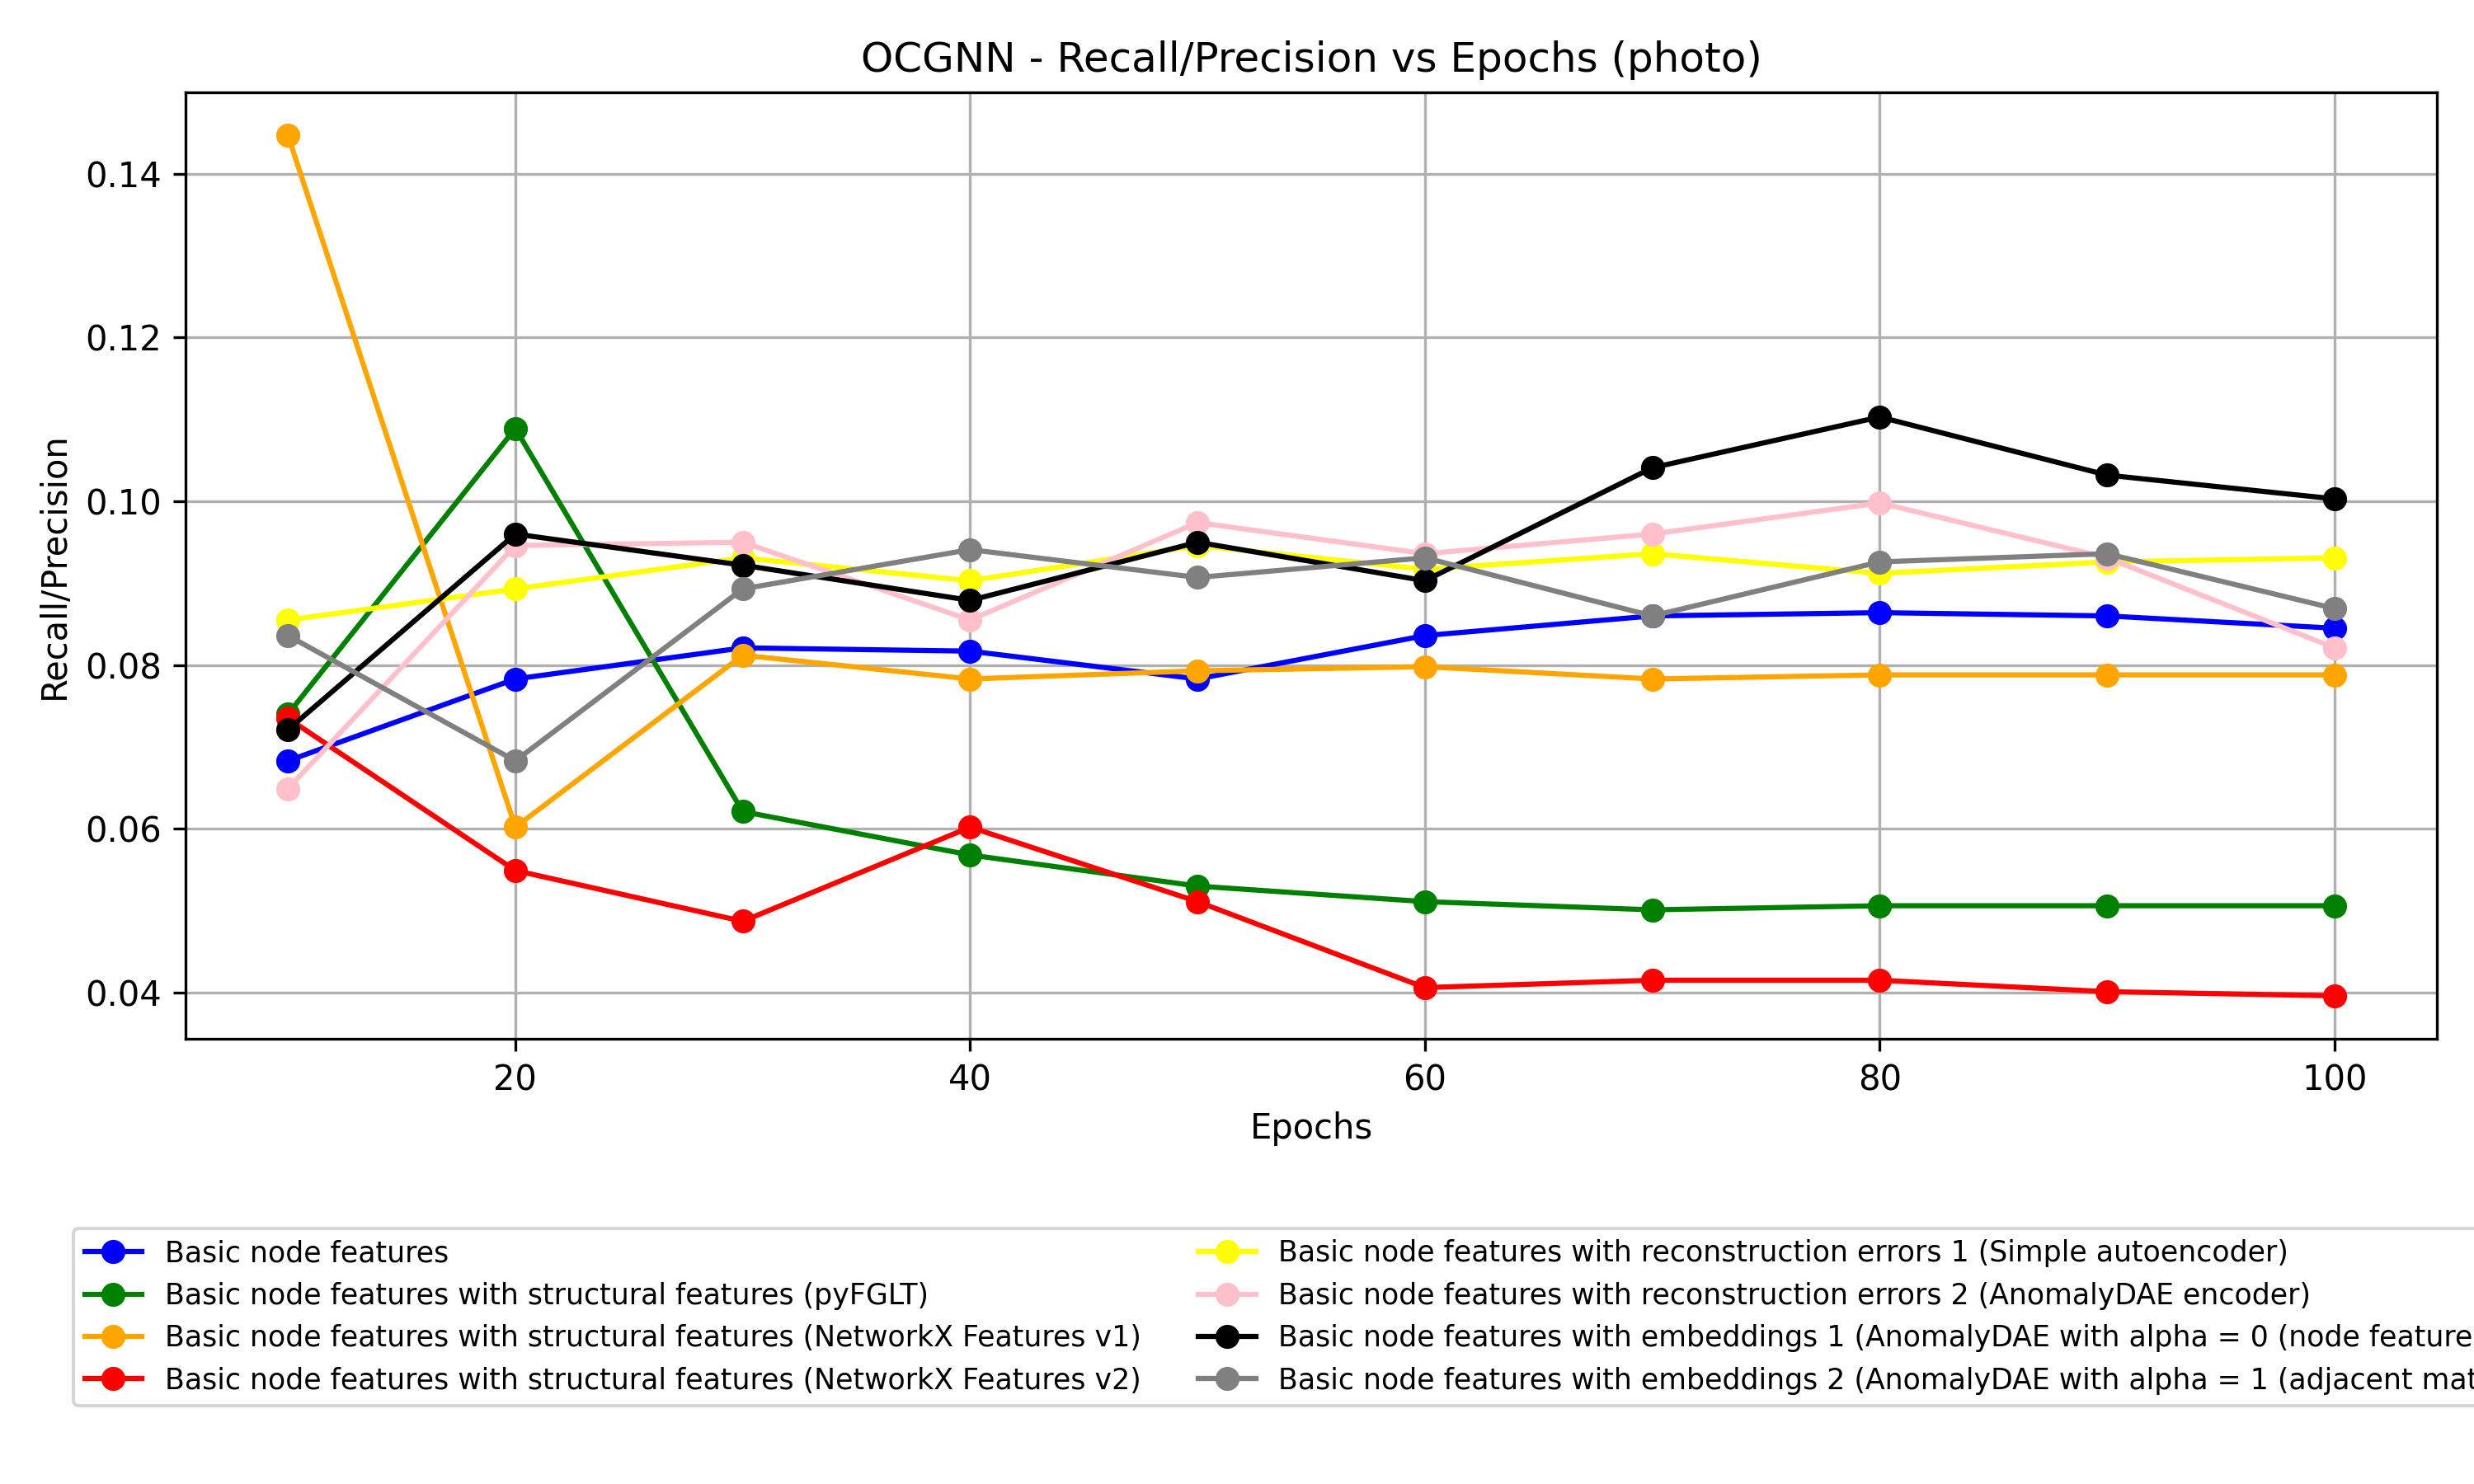 OCGNN - Recall/Precision vs Epochs (photo)
Recall/Precision
0.14
0.12
0.10
0.08
0.06
0.04
20 40 60 80 100
Epochs
Basic node features
Basic node features with structural features (pyFGLT)
Basic node features with structural features (NetworkX Features v1)
Basic node features with structural features (NetworkX Features v2)
Basic node features with reconstruction errors 1 (Simple autoencoder)
Basic node features with reconstruction errors 2 (AnomalyDAE encoder)
Basic node features with embeddings 1 (AnomalyDAE with alpha = 0 (node feature
Basic node features with embeddings 2 (AnomalyDAE with alpha = 1 (adjacent mat